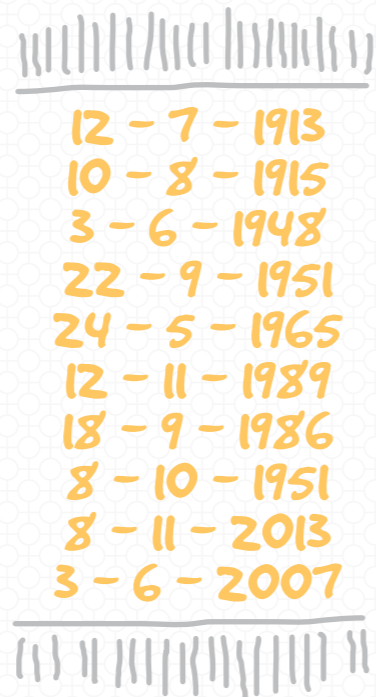 12 - 7 - 1913
10 - 8 - 1915
3 - 6 - 1948
22 - 9 - 1951
24 - 5 - 1965
12 - 11 - 1989
18 - 9 - 1986
8 - 10 - 1951
8 - 11 - 2013
3 - 6 - 2007